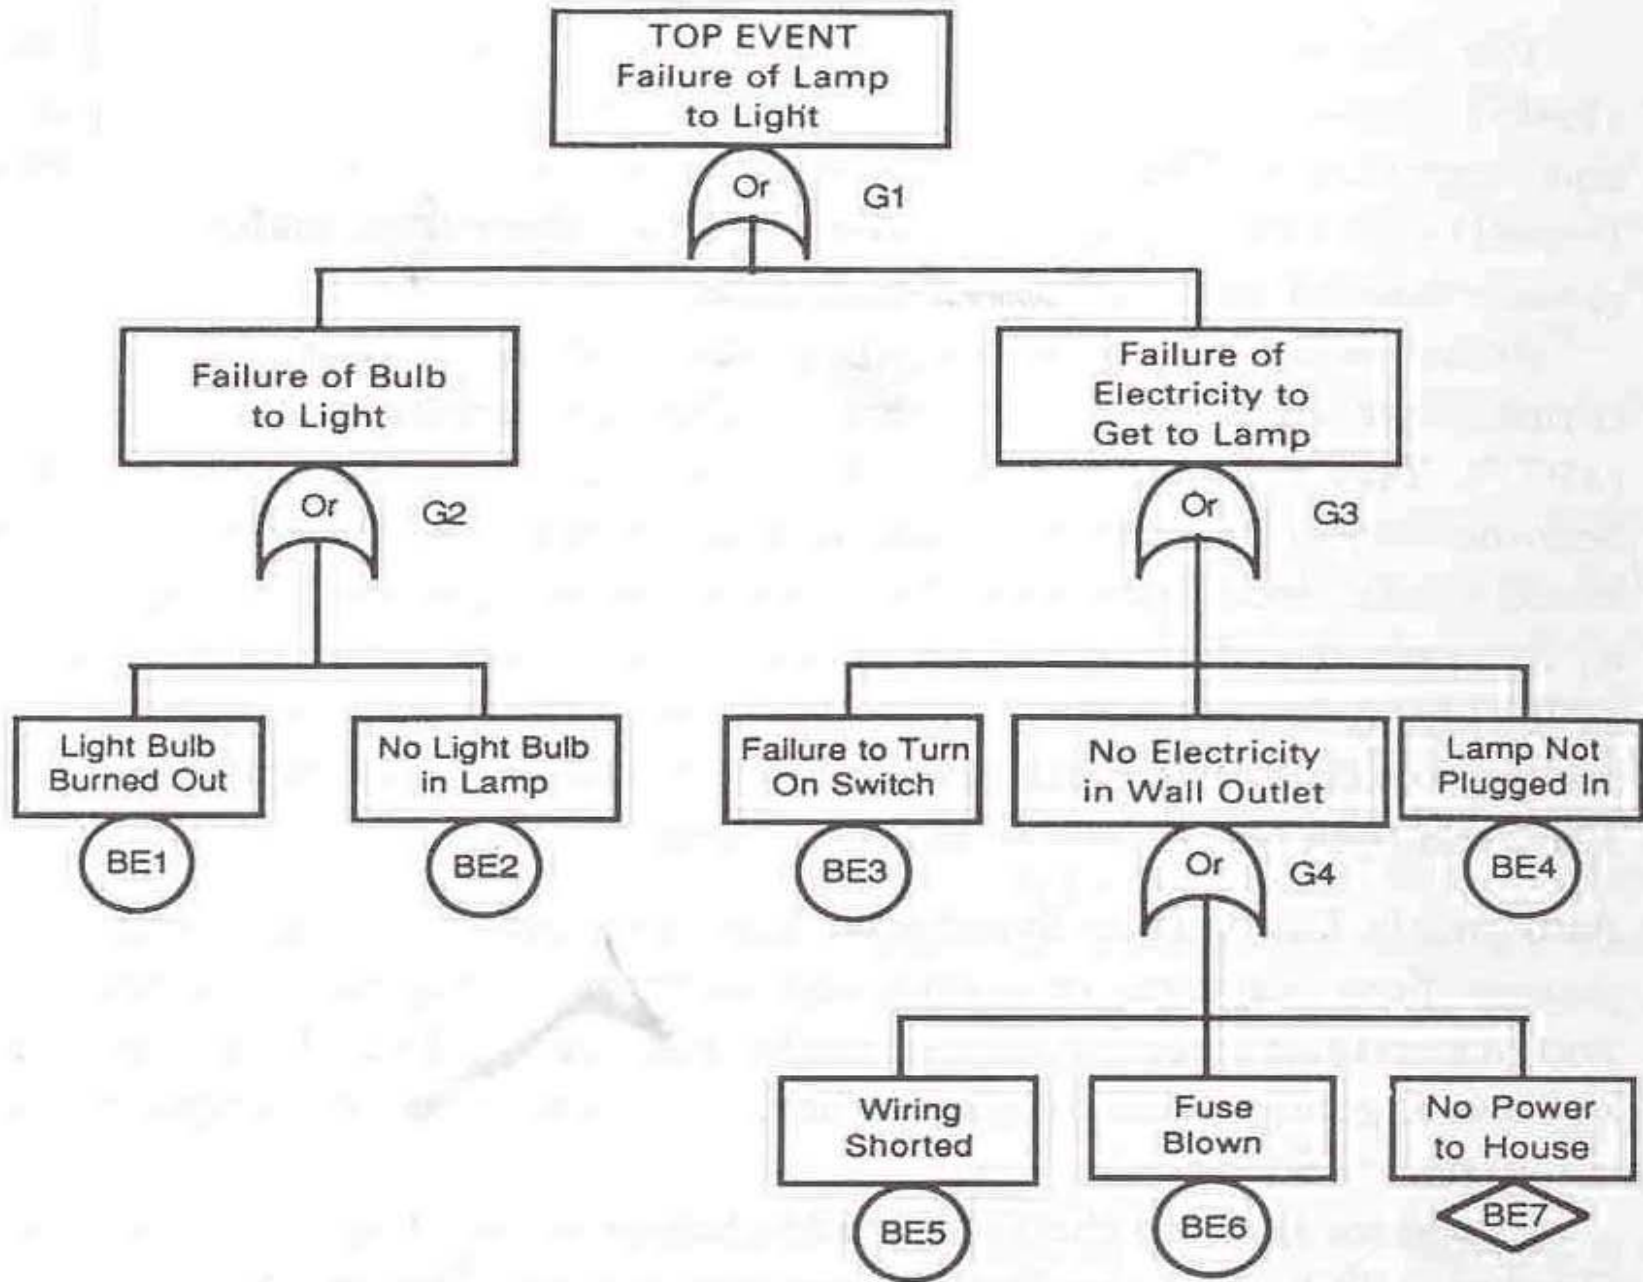 TOP EVENT
Failure of Lamp
to Light
Or
G1
Failure of Bulb
to Light
Failure of
Electricity to
Get to Lamp
Or
G2
Or
G3
Light Bulb
Burned Out
No Light Bulb
in Lamp
Failure to Turn
On Switch
No Electricity
in Wall Outlet
Lamp Not
Plugged In
BE1
BE2
BE3
Or
G4
BE4
Wiring
Shorted
Fuse
Blown
No Power
to House
BE5
BE6
BE7